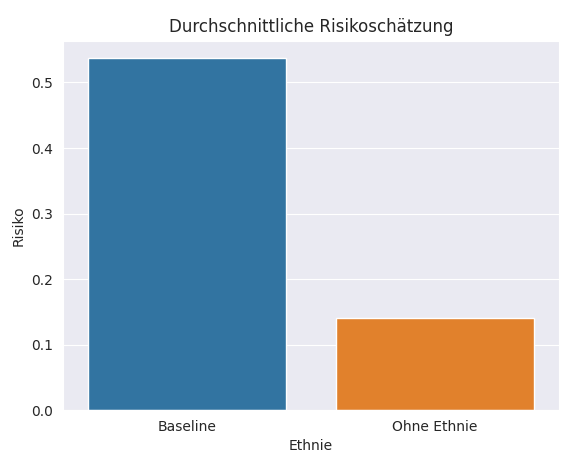 Durchschnittliche Risikoschätzung
0.5
0.4
0.3
0.2
0.1
0.0
Risiko
Baseline
Ohne Ethnie
Ethnie